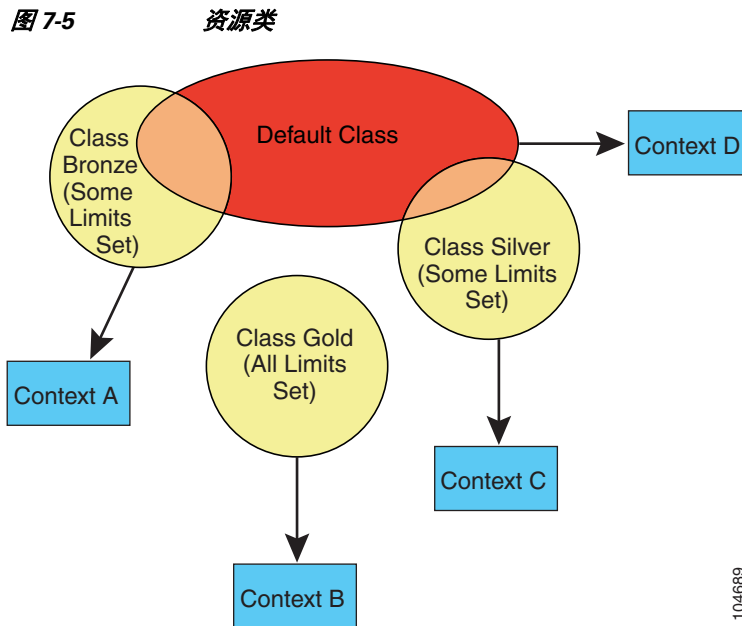 图 7-5 资源类
Default Class
Class
Bronze
(Some
Limits
Set)
Context D
Class Silver
(Some Limits
Set)
Class Gold
(All Limits
Set)
Context A
Context C
Context B
104689